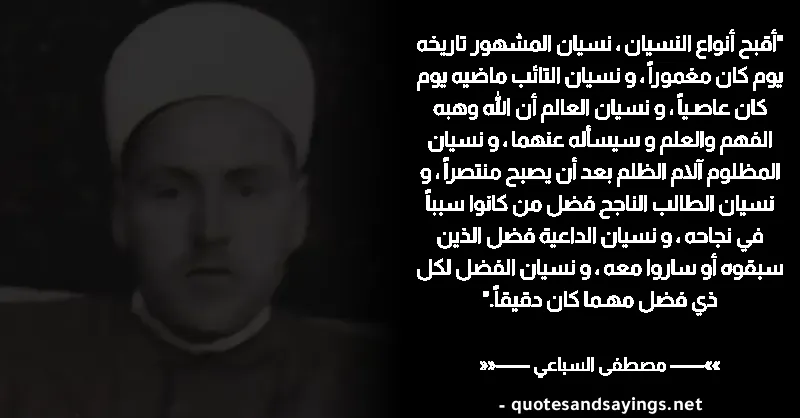 "أقبح أنواع النسيان ، نسيان المشهور تاريخه
يوم كان مغموراً ، و نسيان التائب ماضيه يوم
كان عاصياً ، و نسيان العالم أن الله وهبه
الفهم والعلم و سيسأله عنهما ، و نسيان
المظلوم آلام الظلم بعد أن يصبح منتصراً ، و
نسيان الطالب الناجح فضل من كانوا سبباً
في نجاحه ، و نسيان الداعية فضل الذين
سبقوه أو ساروا معه ، و نسيان الفضل لكل
ذي فضل مهما كان دقيقاً."
»»—— مصطفى السباعي ——««
- quotesandsayings.net